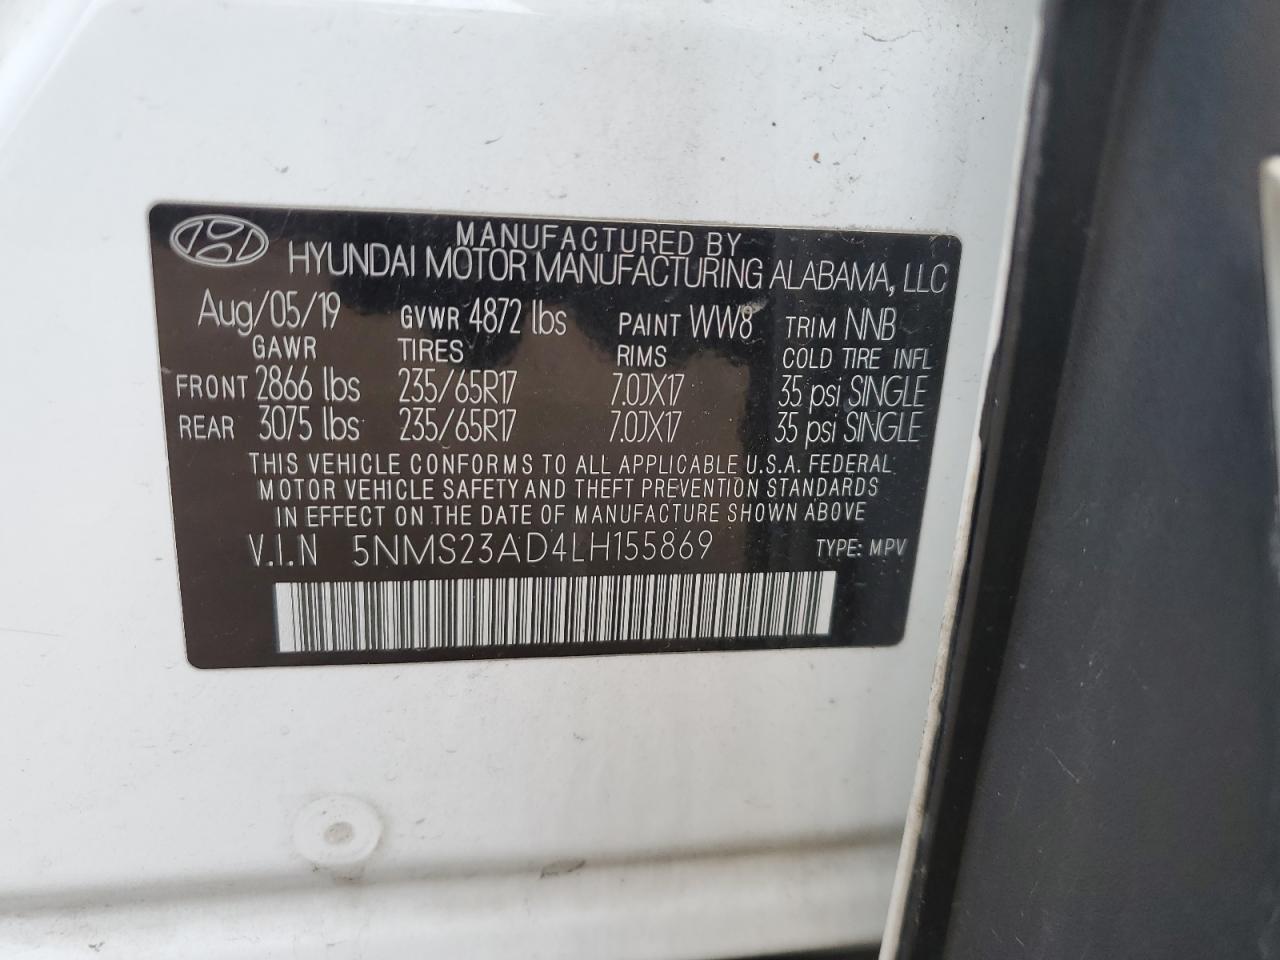 MANUFACTURED BY
HYUNDAI MOTOR MANUFACTURING ALABAMA, LLC
Aug/05/19 GVWR 4872 lbs PAINT WW8 TRIM NNB
GAWR TIRES RIMS COLD TIRE INFL
FRONT 2866 lbs 235/65R17 7.0JX17 35 psi SINGLE
REAR 3075 lbs 235/65R17 7.0JX17 35 psi SINGLE
THIS VEHICLE CONFORMS TO ALL APPLICABLE U.S.A. FEDERAL
MOTOR VEHICLE SAFETY AND THEFT PREVENTION STANDARDS
IN EFFECT ON THE DATE OF MANUFACTURE SHOWN ABOVE
V.I.N 5NMS23AD4LH155869 TYPE: MPV